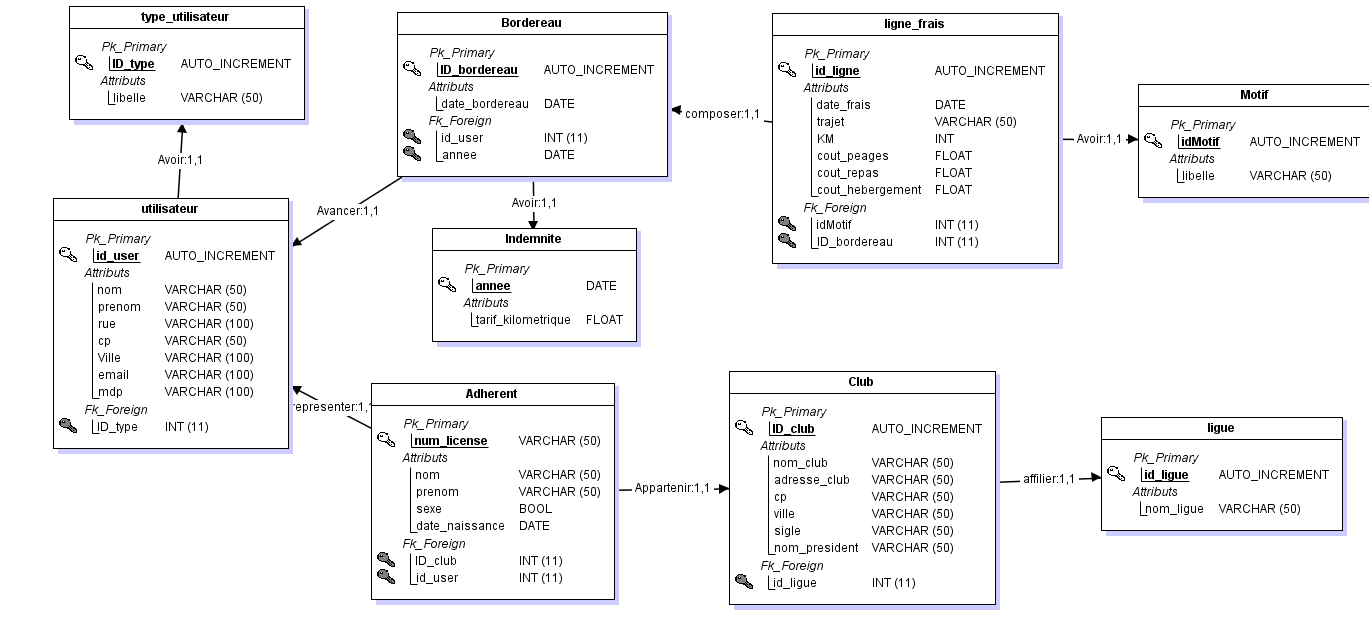 type_utilisateur
Pk_Primary
ID_type AUTO_INCREMENT
Attributs
libelle VARCHAR (50)
Bordereau
Pk_Primary
ID_bordereau AUTO_INCREMENT
Attributs
date_bordereau DATE
Fk_Foreign
id_user INT (11)
annee DATE
ligne_frais
Pk_Primary
id_ligne AUTO_INCREMENT
Attributs
date_frais DATE
trajet VARCHAR (50)
KM INT
cout_peages FLOAT
cout_repas FLOAT
cout_hebergement FLOAT
Fk_Foreign
idMotif INT (11)
ID_bordereau INT (11)
Motif
Pk_Primary
idMotif AUTO_INCREMENT
Attributs
libelle VARCHAR (50)
composer:1,1
Avoir:1,1
Avoir:1,1
Avancer:1,1
Avoir:1,1
utilisateur
Pk_Primary
id_user AUTO_INCREMENT
Attributs
nom VARCHAR (50)
prenom VARCHAR (50)
rue VARCHAR (100)
cp VARCHAR (50)
Ville VARCHAR (100)
email VARCHAR (100)
mdp VARCHAR (100)
Fk_Foreign
ID_type INT (11)
Indemnite
Pk_Primary
annee DATE
Attributs
tarif_kilometrique FLOAT
representer:1,1
Adherent
Pk_Primary
num_license VARCHAR (50)
Attributs
nom VARCHAR (50)
prenom VARCHAR (50)
sexe BOOL
date_naissance DATE
Fk_Foreign
ID_club INT (11)
id_user INT (11)
Appartenir:1,1
Club
Pk_Primary
ID_club AUTO_INCREMENT
Attributs
nom_club VARCHAR (50)
adresse_club VARCHAR (50)
cp VARCHAR (50)
ville VARCHAR (50)
sigle VARCHAR (50)
nom_president VARCHAR (50)
Fk_Foreign
id_ligue INT (11)
affilier:1,1
ligue
Pk_Primary
id_ligue AUTO_INCREMENT
Attributs
nom_ligue VARCHAR (50)